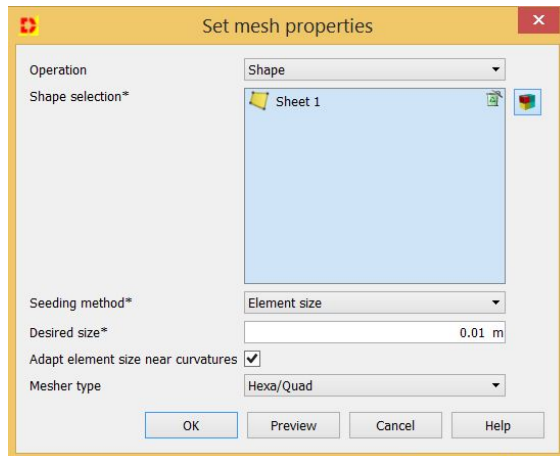 Set mesh properties
Operation Shape
Shape selection* Sheet 1
Seeding method* Element size
Desired size* 0.01 m
Adapt element size near curvatures
Mesher type Hexa/Quad
OK Preview Cancel Help